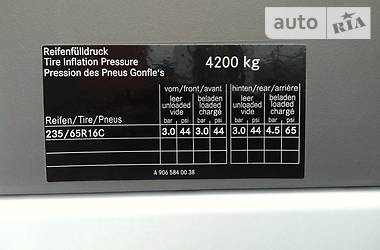 auto RIA
Reifenfülldruck
Tire Inflation Pressure 4200 kg
Pression des Pneus Gonfle's
vorn/front/avant hinten/rear/arrière
leer beladen leer beladen
unloaded loaded unloaded loaded
vide chargé vide chargé
Reifen/Tire/Pneus bar psi bar psi bar psi bar psi
235/65R16C 3.0 44 3.0 44 3.0 44 4.5 65
A 906 584 00 38